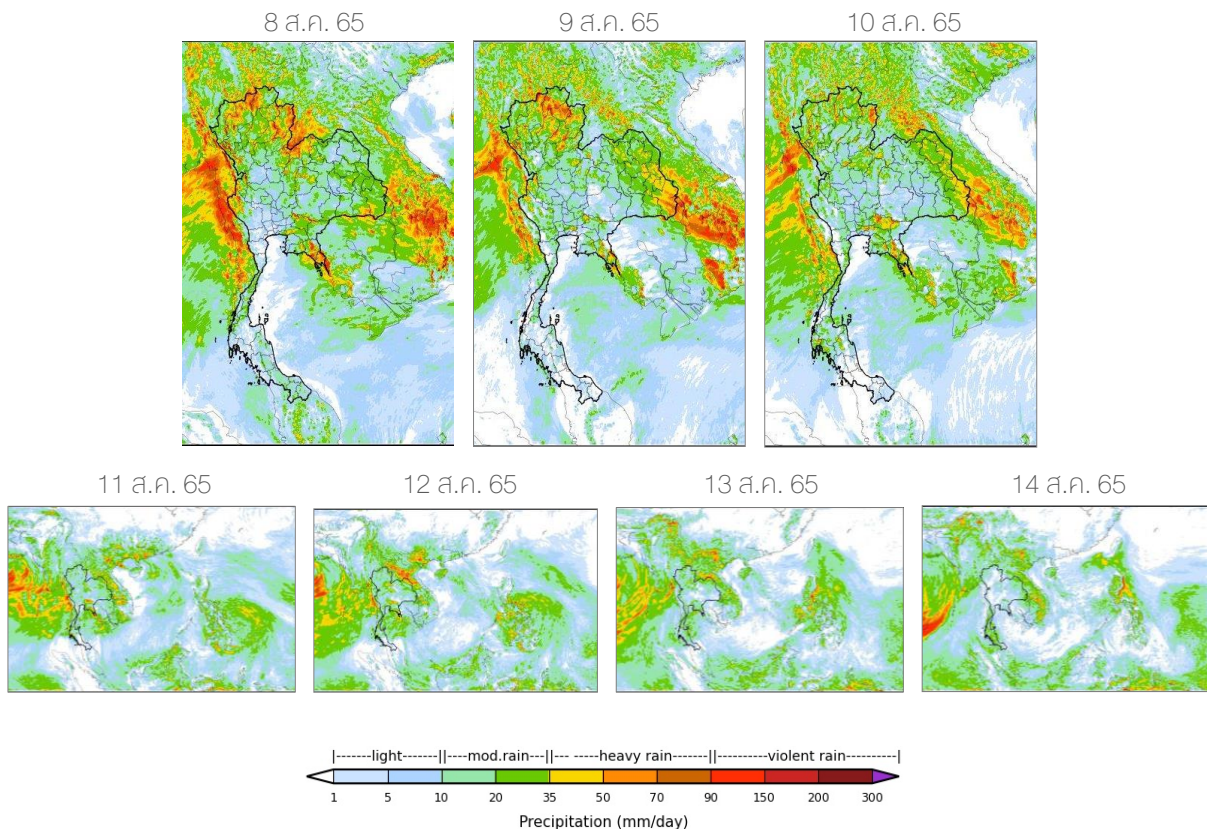 8 ส.ค. 65 9 ส.ค. 65 10 ส.ค. 65
11 ส.ค. 65 12 ส.ค. 65 13 ส.ค. 65 14 ส.ค. 65
|------light-------||----mod.rain----||--- -----heavy rain------||---------violent rain----------|
1 5 10 20 35 50 70 90 150 200 300
Precipitation (mm/day)